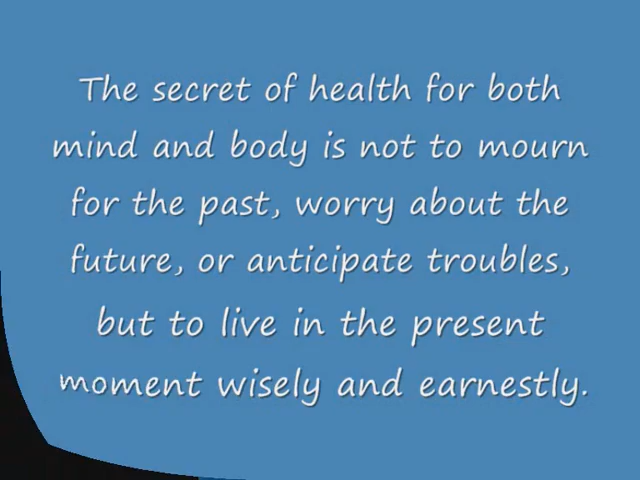 The secret of health for both
mind and body is not to mourn
for the past, worry about the
future, or anticipate troubles,
but to live in the present
moment wisely and earnestly.